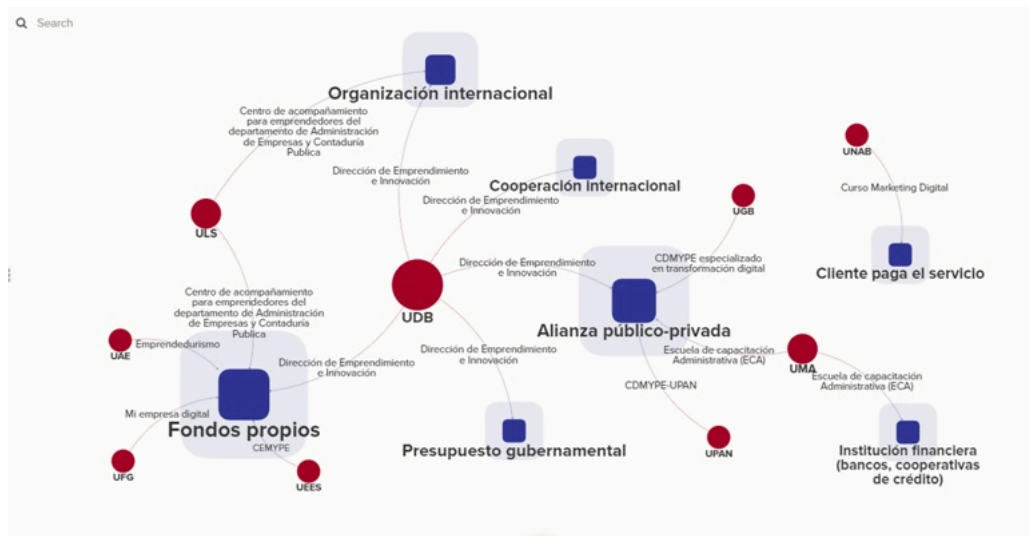 Search
Organización internacional
Centro de acompañamiento
para emprendedores del
departamento de Administración
de Empresas y Contaduría
Publica
UNAB
Dirección de Emprendimiento
e Innovación
Cooperación internacional
Curso Marketing Digital
Dirección de Emprendimiento
e Innovación
UGB
ULS
Dirección de Emprendimiento
e Innovación
CDMYPE especializado
en transformación digital
Cliente paga el servicio
Centro de acompañamiento
para emprendedores del
departamento de Administración
de Empresas y Contaduría
Publica
UDB
Alianza público-privada
UAE
Emprendedurismo
Dirección de Emprendimiento
e Innovación
Dirección de Emprendimiento
e Innovación
Escuela de capacitación
Administrativa (ECA)
UMA
Escuela de capacitación
Administrativa (ECA)
CDMYPE-UPAN
Mi empresa digital
Fondos propios
CEMYPE
Presupuesto gubernamental
UPAN
Institución financiera
(bancos, cooperativas
de crédito)
UFG
UEES